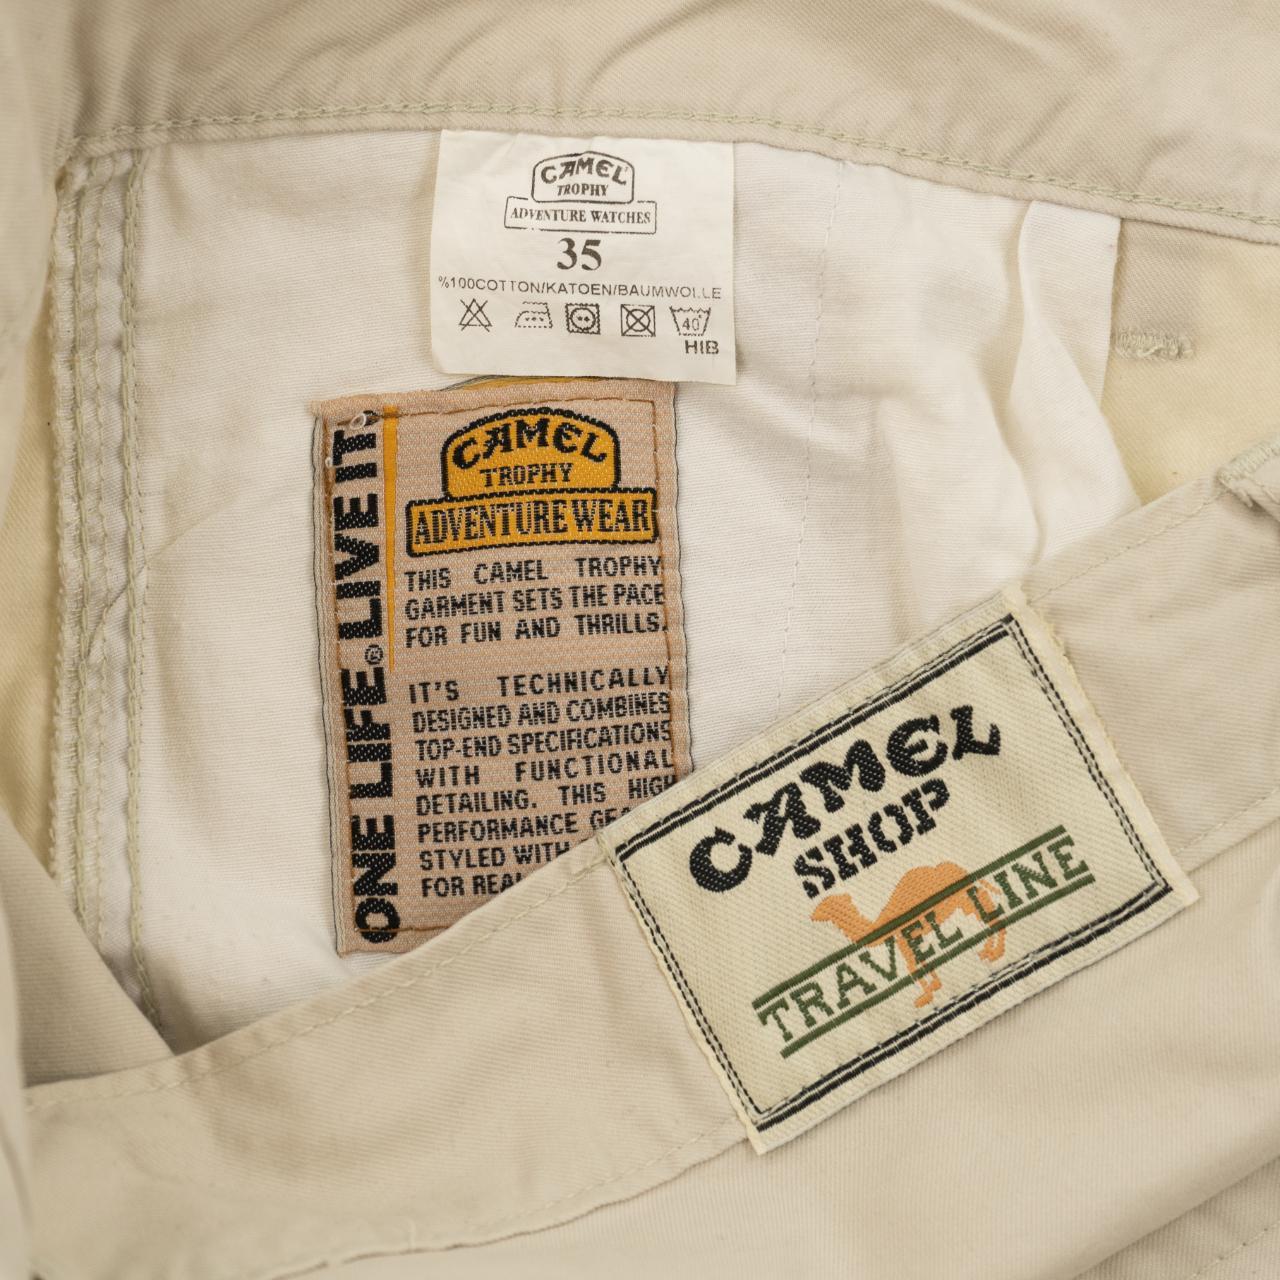 CAMEL
TROPHY
ADVENTURE WATCHES
35
%100COTTON/KATOEN/BAUMWOLLE
40°
HIB
CAMEL
TROPHY
ADVENTURE WEAR
ONE LIFE® LIVE IT
THIS CAMEL TROPHY
GARMENT SETS THE PACE
FOR FUN AND THRILLS.
IT'S TECHNICALLY
DESIGNED AND COMBINES
TOP-END SPECIFICATIONS
WITH FUNCTIONAL
DETAILING. THIS HIGH
PERFORMANCE
STYLED WITH
FOR REAL
CAMEL
SHOP
TRAVEL LINE